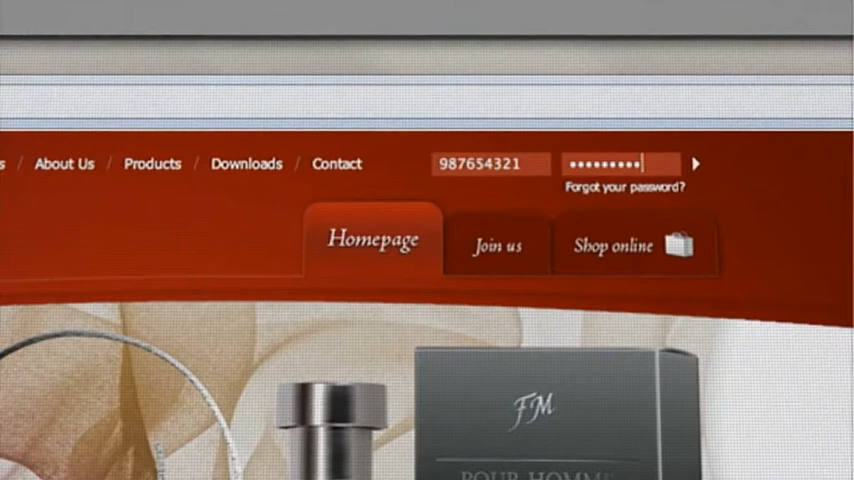 s / About Us / Products / Downloads / Contact
987654321 •••••••••
Forgot your password?
Homepage Join us Shop online
FM
POUR HOMME